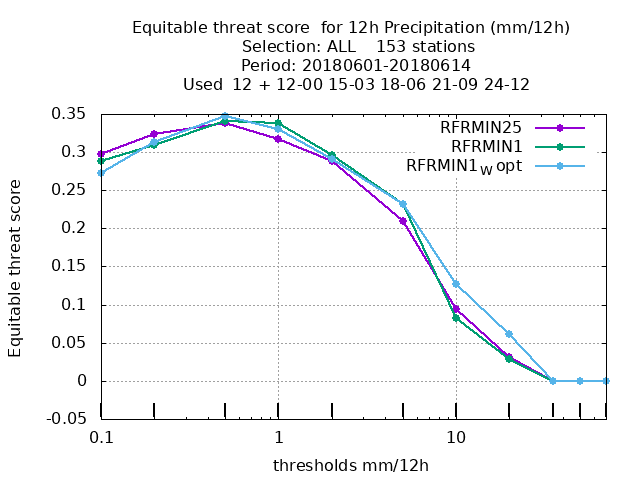 Equitable threat score  for 12h Precipitation (mm/12h)
Selection: ALL    153 stations
Period: 20180601-20180614
Used  12 + 12-00 15-03 18-06 21-09 24-12
RFRMIN25
RFRMIN1
RFRMIN1W opt
Equitable threat score
0.35
0.3
0.25
0.2
0.15
0.1
0.05
0
-0.05
0.1 1 10
thresholds mm/12h